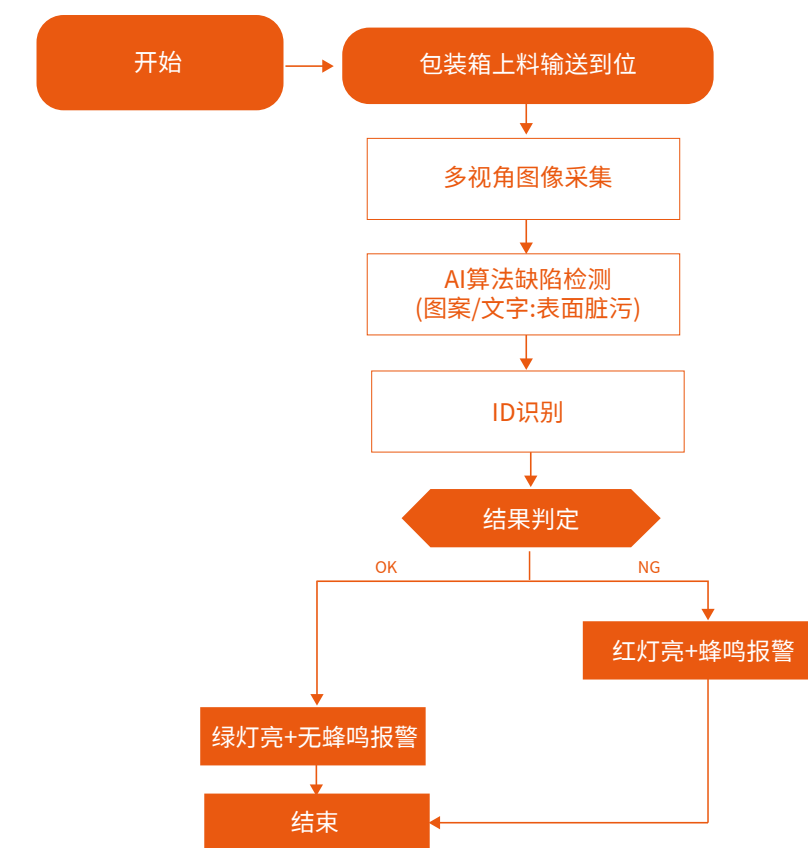 开始
包装箱上料输送到位
多视角图像采集
AI算法缺陷检测
(图案/文字:表面脏污)
ID识别
结果判定
OK
NG
红灯亮+蜂鸣报警
绿灯亮+无蜂鸣报警
结束